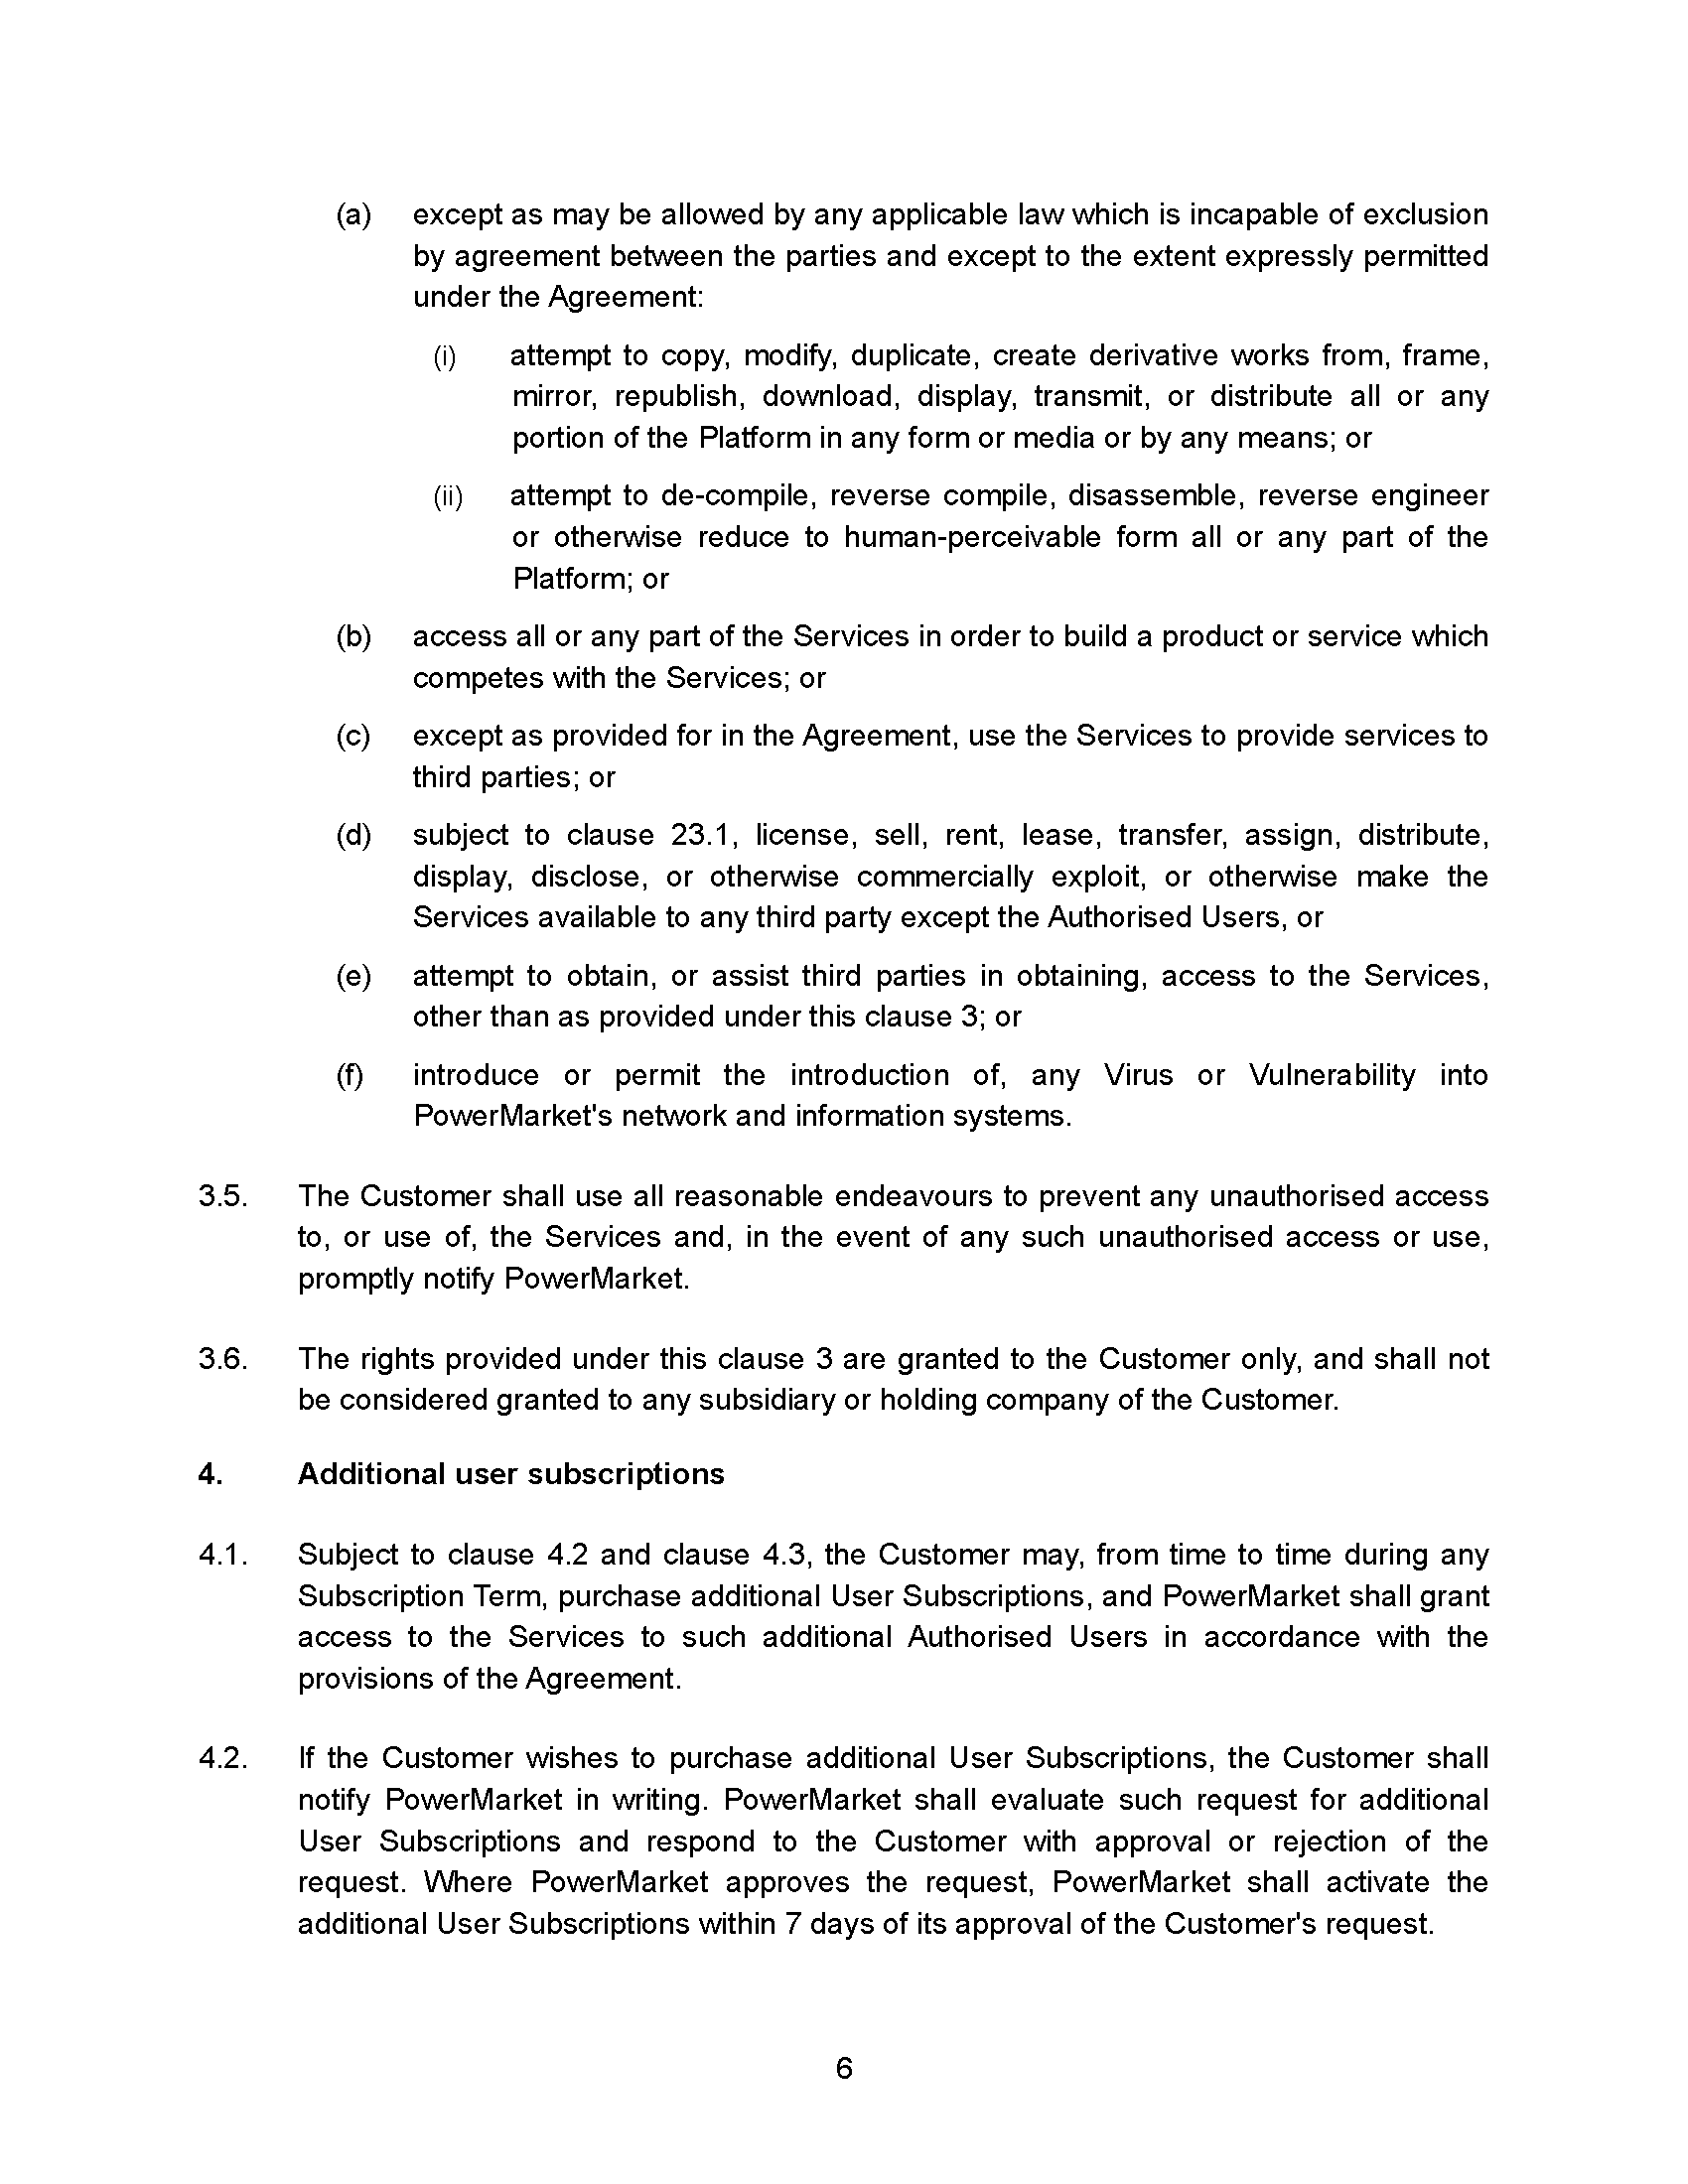 (a) except as may be allowed by any applicable law which is incapable of exclusion
by agreement between the parties and except to the extent expressly permitted
under the Agreement:
(i) attempt to copy, modify, duplicate, create derivative works from, frame,
mirror, republish, download, display, transmit, or distribute all or any
portion of the Platform in any form or media or by any means; or
(ii) attempt to de-compile, reverse compile, disassemble, reverse engineer
or otherwise reduce to human-perceivable form all or any part of the
Platform; or
(b) access all or any part of the Services in order to build a product or service which
competes with the Services; or
(c) except as provided for in the Agreement, use the Services to provide services to
third parties; or
(d) subject to clause 23.1, license, sell, rent, lease, transfer, assign, distribute,
display, disclose, or otherwise commercially exploit, or otherwise make the
Services available to any third party except the Authorised Users, or
(e) attempt to obtain, or assist third parties in obtaining, access to the Services,
other than as provided under this clause 3; or
(f) introduce or permit the introduction of, any Virus or Vulnerability into
PowerMarket's network and information systems.
3.5. The Customer shall use all reasonable endeavours to prevent any unauthorised access
to, or use of, the Services and, in the event of any such unauthorised access or use,
promptly notify PowerMarket.
3.6. The rights provided under this clause 3 are granted to the Customer only, and shall not
be considered granted to any subsidiary or holding company of the Customer.
4. Additional user subscriptions
4.1. Subject to clause 4.2 and clause 4.3, the Customer may, from time to time during any
Subscription Term, purchase additional User Subscriptions, and PowerMarket shall grant
access to the Services to such additional Authorised Users in accordance with the
provisions of the Agreement.
4.2. If the Customer wishes to purchase additional User Subscriptions, the Customer shall
notify PowerMarket in writing. PowerMarket shall evaluate such request for additional
User Subscriptions and respond to the Customer with approval or rejection of the
request. Where PowerMarket approves the request, PowerMarket shall activate the
additional User Subscriptions within 7 days of its approval of the Customer's request.
6